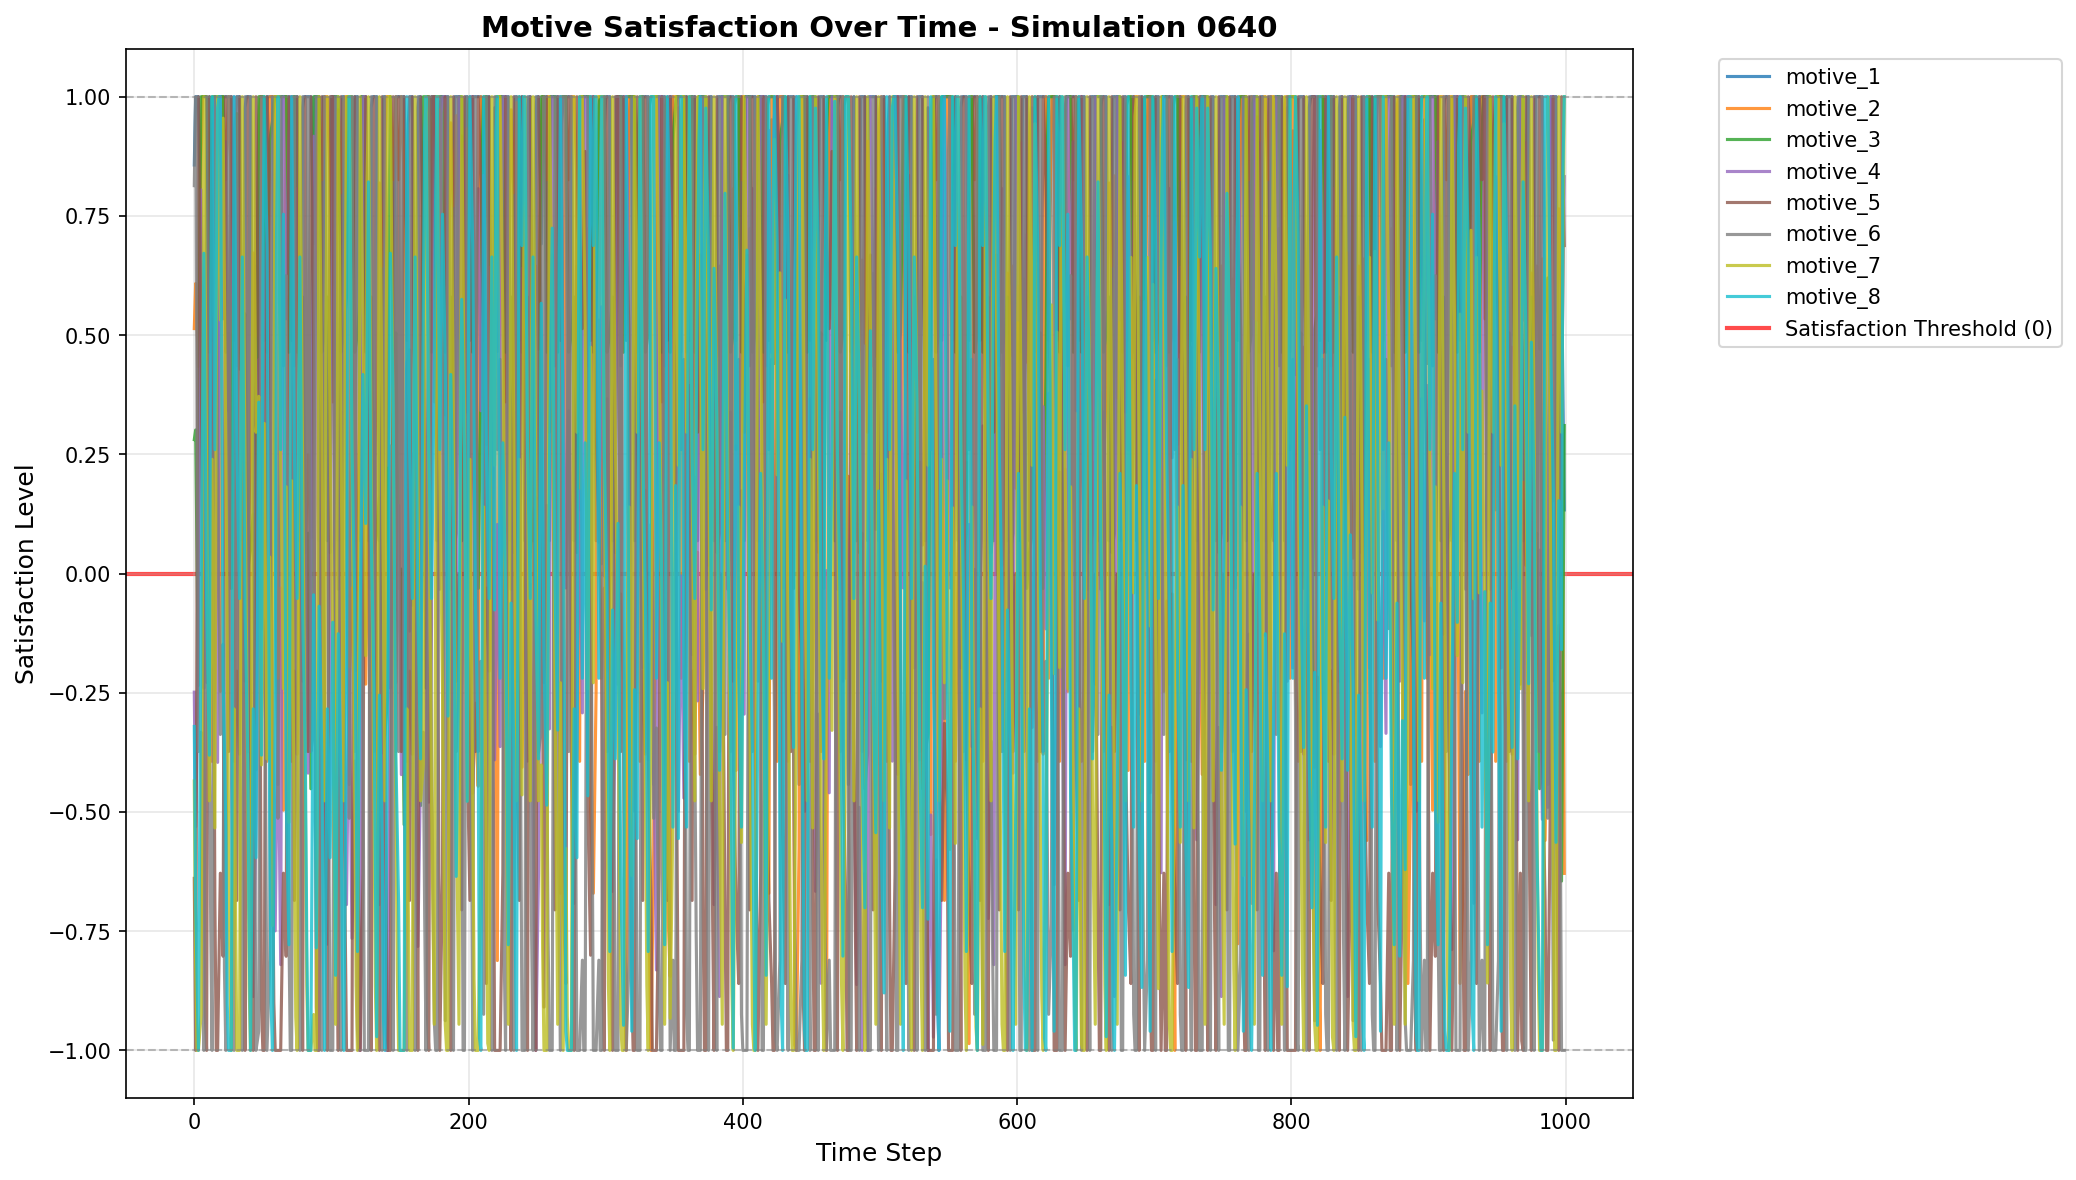 Motive Satisfaction Over Time - Simulation 0640
1.00
0.75
0.50
0.25
0.00
−0.25
−0.50
−0.75
−1.00
Satisfaction Level
0
200
400
600
800
1000
Time Step
motive_1
motive_2
motive_3
motive_4
motive_5
motive_6
motive_7
motive_8
Satisfaction Threshold (0)